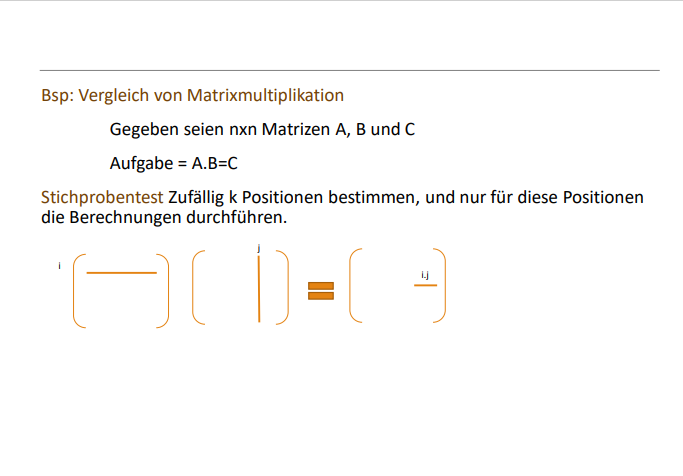 Bsp: Vergleich von Matrixmultiplikation
Gegeben seien nxn Matrizen A, B und C
Aufgabe = A.B=C
Stichprobentest Zufällig k Positionen bestimmen, und nur für diese Positionen
die Berechnungen durchführen.
j
i
i.j